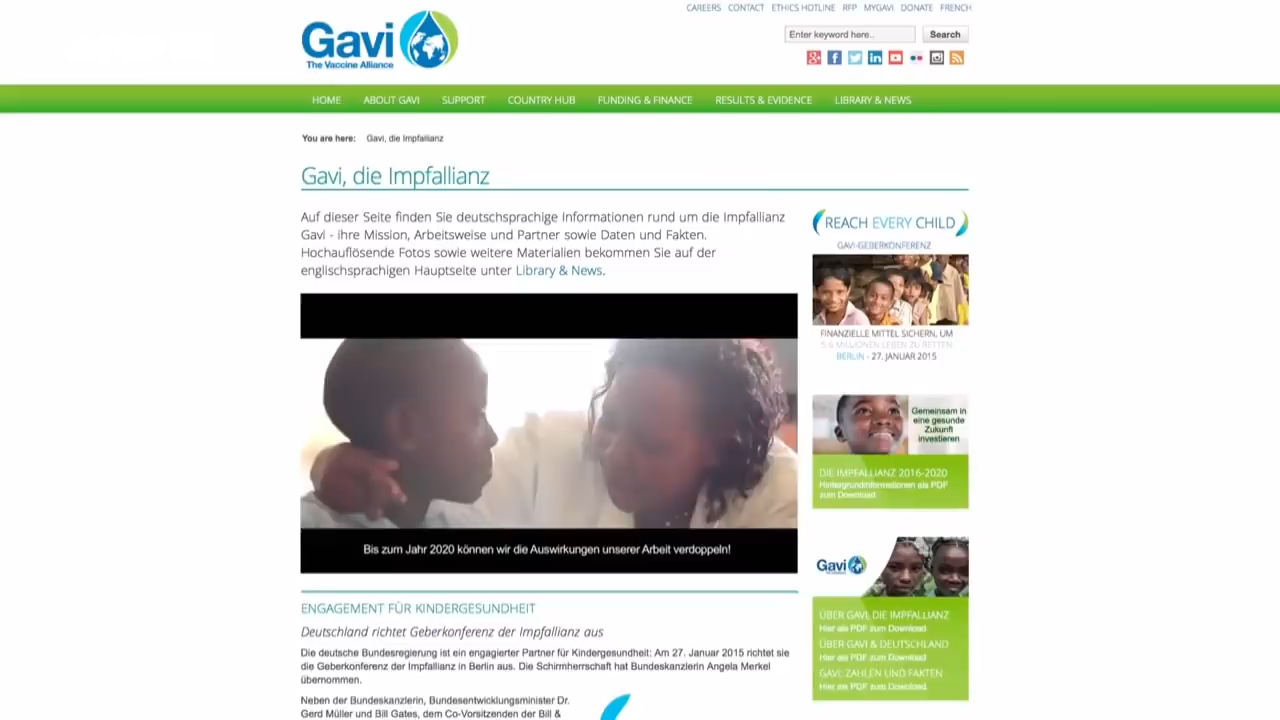 CAREERS CONTACT ETHICS HOTLINE RFP MYGAVI DONATE FRENCH
Gavi
The Vaccine Alliance
Enter keyword here.. Search
HOME ABOUT GAVI SUPPORT COUNTRY HUB FUNDING & FINANCE RESULTS & EVIDENCE LIBRARY & NEWS
You are here: Gavi, die Impfallianz
Gavi, die Impfallianz
Auf dieser Seite finden Sie deutschsprachige Informationen rund um die Impfallianz
Gavi - ihre Mission, Arbeitsweise und Partner sowie Daten und Fakten.
Hochauflösende Fotos sowie weitere Materialien bekommen Sie auf der
englischsprachigen Hauptseite unter Library & News.
Bis zum Jahr 2020 können wir die Auswirkungen unserer Arbeit verdoppeln!
ENGAGEMENT FÜR KINDERGESUNDHEIT
Deutschland richtet Geberkonferenz der Impfallianz aus
Die deutsche Bundesregierung ist ein engagierter Partner für Kindergesundheit: Am 27. Januar 2015 richtet sie
die Geberkonferenz der Impfallianz in Berlin aus. Die Schirmherrschaft hat Bundeskanzlerin Angela Merkel
übernommen.
Neben der Bundeskanzlerin, Bundesentwicklungsminister Dr.
Gerd Müller und Bill Gates, dem Co-Vorsitzenden der Bill &
REACH EVERY CHILD
GAVI-GEBERKONFERENZ
FINANZIELLE MITTEL SICHERN, UM
5-6 MILLIONEN LEBEN ZU RETTEN
BERLIN - 27. JANUAR 2015
Gemeinsam in
eine gesunde
Zukunft
investieren
DIE IMPFALLIANZ 2016-2020
Hintergrundinformationen als PDF
zum Download
Gavi
ÜBER GAVI, DIE IMPFALLIANZ
Hier als PDF zum Download
ÜBER GAVI & DEUTSCHLAND
Hier als PDF zum Download
GAVI: ZAHLEN UND FAKTEN
Hier als PDF zum Download